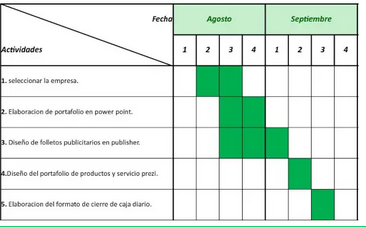 Fecha Agosto Septiembre
Actividades 1 2 3 4 1 2 3 4
1. seleccionar la empresa.
2. Elaboracion de portafolio en power point.
3. Diseño de folletos publicitarios en publisher.
4.Diseño del portafolio de productos y servicio prezi.
5. Elaboracion del formato de cierre de caja diario.